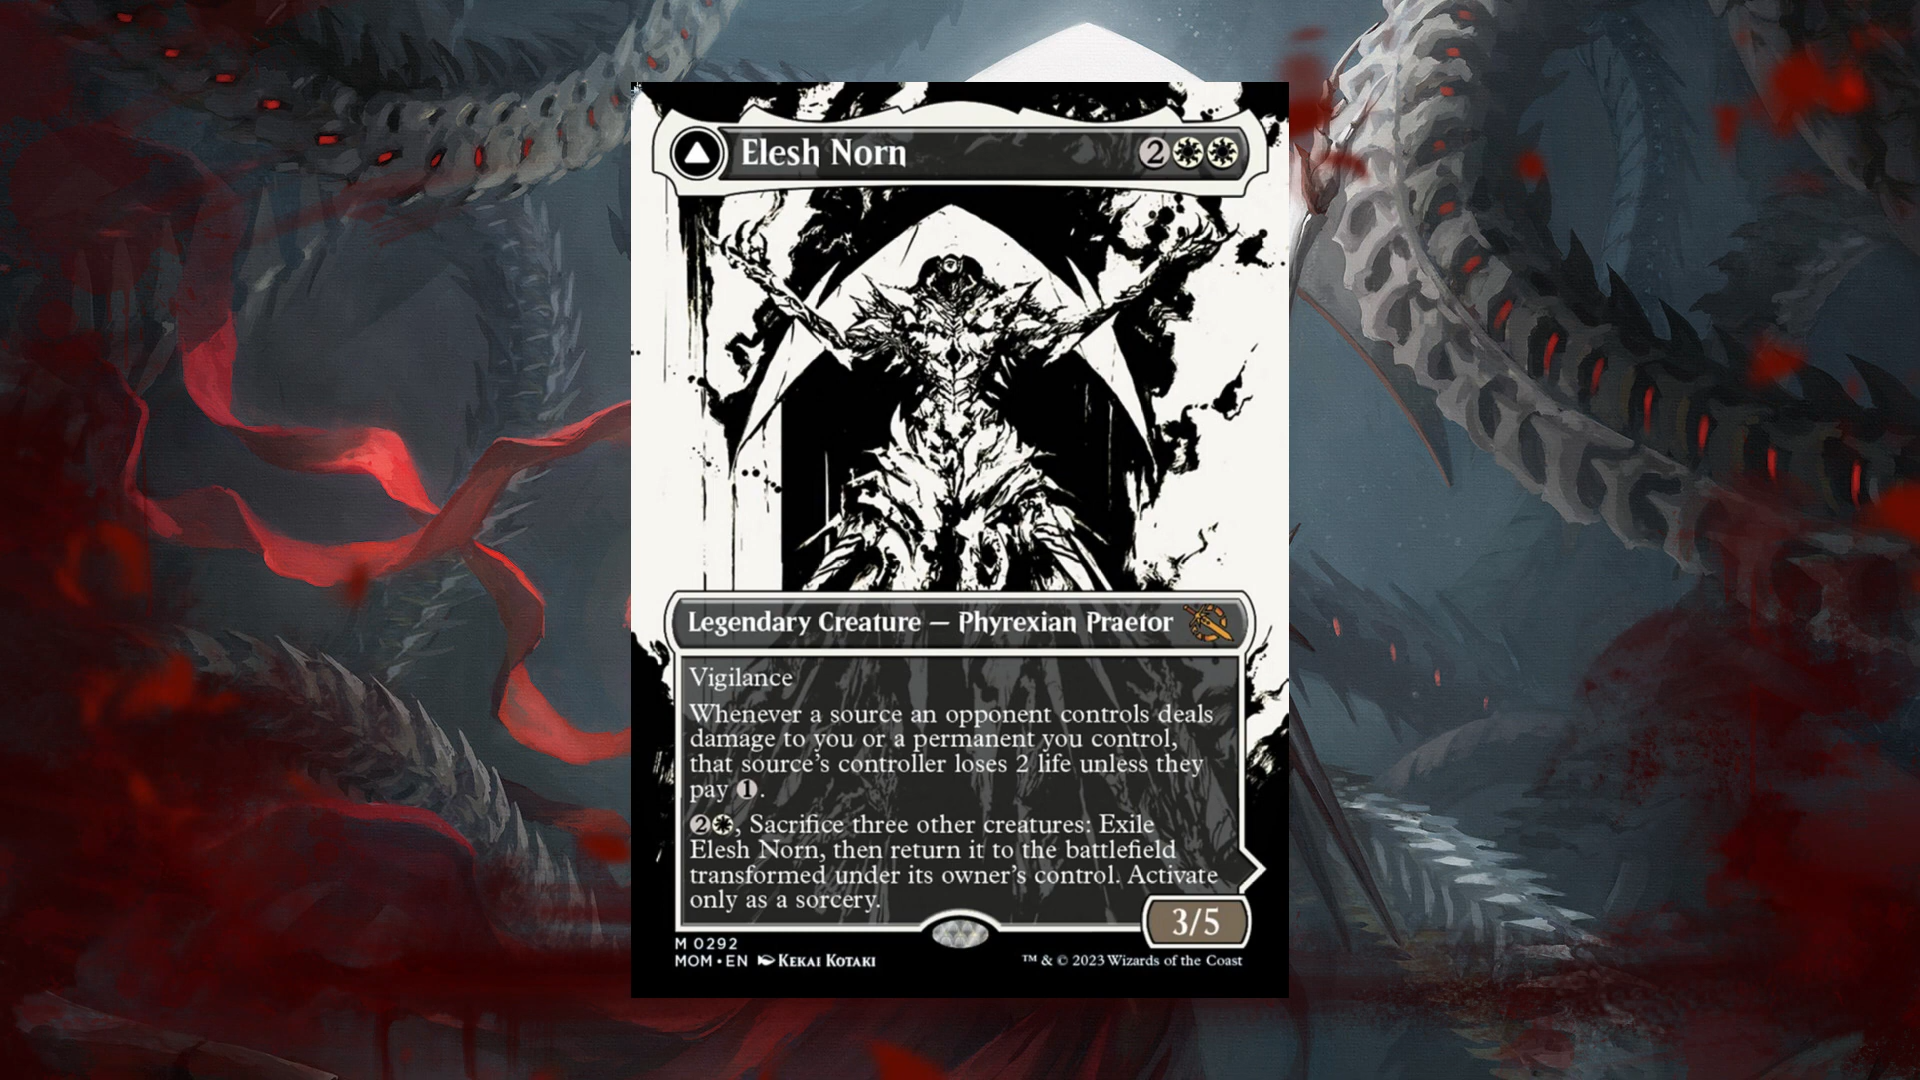 Elesh Norn 2
Legendary Creature — Phyrexian Praetor
Vigilance
Whenever a source an opponent controls deals
damage to you or a permanent you control,
that source's controller loses 2 life unless they
pay 1.
2, Sacrifice three other creatures: Exile
Elesh Norn, then return it to the battlefield
transformed under its owner's control. Activate
only as a sorcery.
3/5
M 0292
MOM • EN KEKAI KOTAKI
™ & © 2023 Wizards of the Coast